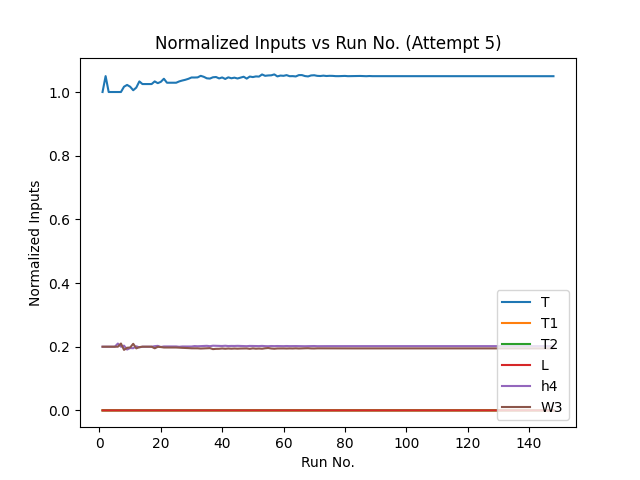 Normalized Inputs vs Run No. (Attempt 5)
Normalized Inputs
1.0
0.8
0.6
0.4
0.2
0.0
T
T1
T2
L
h4
W3
0 20 40 60 80 100 120 140
Run No.